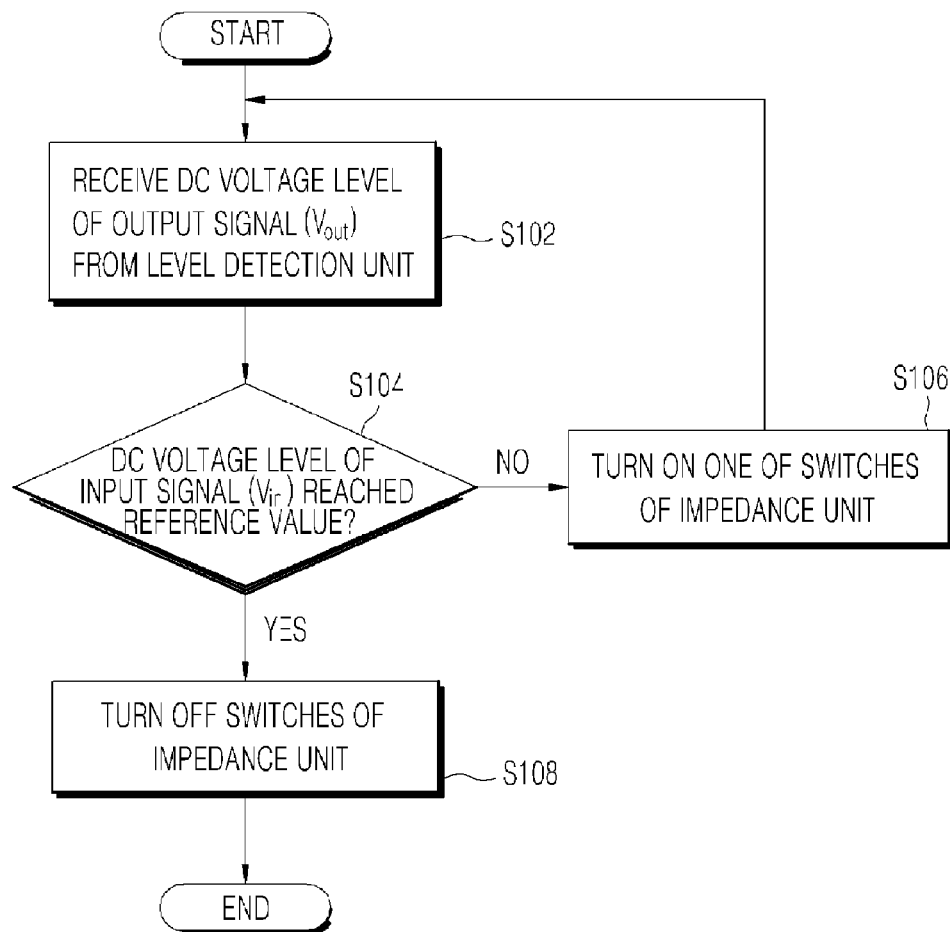 START
RECEIVE DC VOLTAGE LEVEL
OF OUTPUT SIGNAL (Vout)
FROM LEVEL DETECTION UNIT
S102
S104
DC VOLTAGE LEVEL OF
INPUT SIGNAL (Vin) REACHED
REFERENCE VALUE?
NO
S106
TURN ON ONE OF SWITCHES
OF IMPEDANCE UNIT
YES
TURN OFF SWITCHES OF
IMPEDANCE UNIT
S108
END